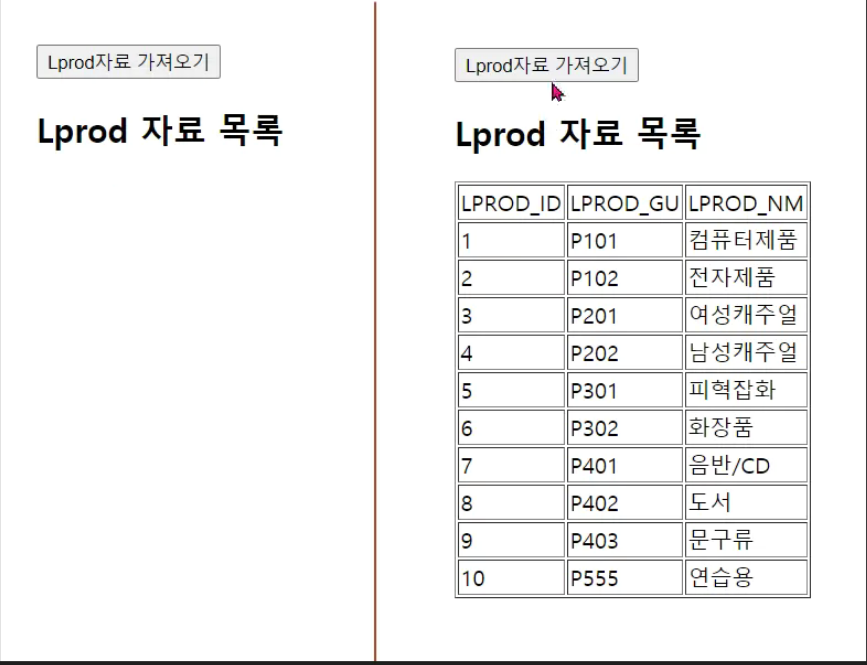 Lprod자료 가져오기
Lprod 자료 목록
Lprod자료 가져오기
Lprod 자료 목록
LPROD_ID LPROD_GU LPROD_NM
1 P101 컴퓨터제품
2 P102 전자제품
3 P201 여성캐주얼
4 P202 남성캐주얼
5 P301 피혁잡화
6 P302 화장품
7 P401 음반/CD
8 P402 도서
9 P403 문구류
10 P555 연습용